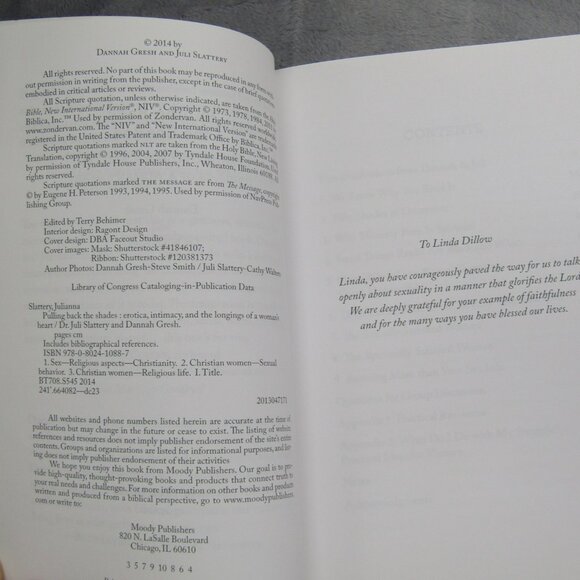 © 2014 by
Dannah Gresh and Juli Slattery
All rights reserved. No part of this book may be reproduced in any form with-
out permission in writing from the publisher, except in the case of brief quotations
embodied in critical articles or reviews.
All Scripture quotation, unless otherwise indicated, are taken from the Holy
Bible, New International Version®, NIV®. Copyright © 1973, 1978, 1984, 2011
Biblica, Inc.™ Used by permission of Zondervan. All rights reserved worldwide.
www.zondervan.com. The "NIV" and "New International Version" are trademarks
registered in the United States Patent and Trademark Office by Biblica, Inc.™
Scripture quotations marked NLT are taken from the Holy Bible, New Living
Translation, copyright © 1996, 2004, 2007 by Tyndale House Foundation. Used
by permission of Tyndale House Publishers, Inc., Wheaton, Illinois 60189. All
rights reserved.
Scripture quotations marked THE MESSAGE are from The Message, copyright
© by Eugene H. Peterson 1993, 1994, 1995. Used by permission of NavPress Pub-
lishing Group.
Edited by Terry Behimer
Interior design: Ragont Design
Cover design: DBA Faceout Studio
Cover images: Mask: Shutterstock #41846107;
Ribbon: Shutterstock #120381373
Author Photos: Dannah Gresh-Steve Smith / Juli Slattery-Cathy Walters
Library of Congress Cataloging-in-Publication Data
Slattery, Julianna
Pulling back the shades : erotica, intimacy, and the longings of a woman's
heart / Dr. Juli Slattery and Dannah Gresh.
pages cm
Includes bibliographical references.
ISBN 978-0-8024-1088-7
1. Sex—Religious aspects—Christianity. 2. Christian women—Sexual
behavior. 3. Christian women—Religious life. I. Title.
BT708.S545 2014
241'.664082—dc23
2013047171
All websites and phone numbers listed herein are accurate at the time of
publication but may change in the future or cease to exist. The listing of website
references and resources does not imply publisher endorsement of the site's entire
contents. Groups and organizations are listed for informational purposes, and list-
ing does not imply publisher endorsement of their activities
We hope you enjoy this book from Moody Publishers. Our goal is to pro-
vide high-quality, thought-provoking books and products that connect truth to
your real needs and challenges. For more information on other books and products
written and produced from a biblical perspective, go to www.moodypublishers.
com or write to:
Moody Publishers
820 N. LaSalle Boulevard
Chicago, IL 60610
3 5 7 9 10 8 6 4
To Linda Dillow
Linda, you have courageously paved the way for us to talk
openly about sexuality in a manner that glorifies the Lord.
We are deeply grateful for your example of faithfulness
and for the many ways you have blessed our lives.